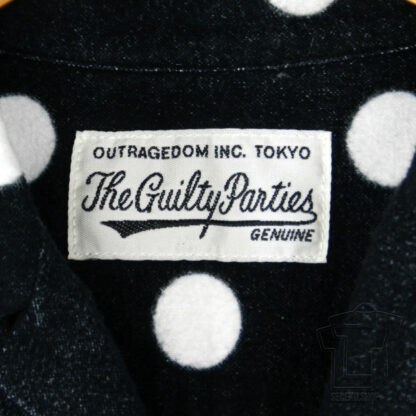 OUTRAGEDOM INC. TOKYO
The Guilty Parties
GENUINE